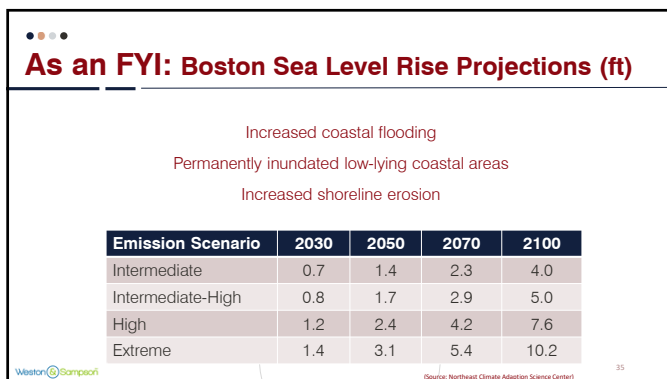 As an FYI: Boston Sea Level Rise Projections (ft)
Increased coastal flooding
Permanently inundated low-lying coastal areas
Increased shoreline erosion
Emission Scenario 2030 2050 2070 2100
Intermediate 0.7 1.4 2.3 4.0
Intermediate-High 0.8 1.7 2.9 5.0
High 1.2 2.4 4.2 7.6
Extreme 1.4 3.1 5.4 10.2
Weston & Sampson
(Source: Northeast Climate Adaption Science Center)
35